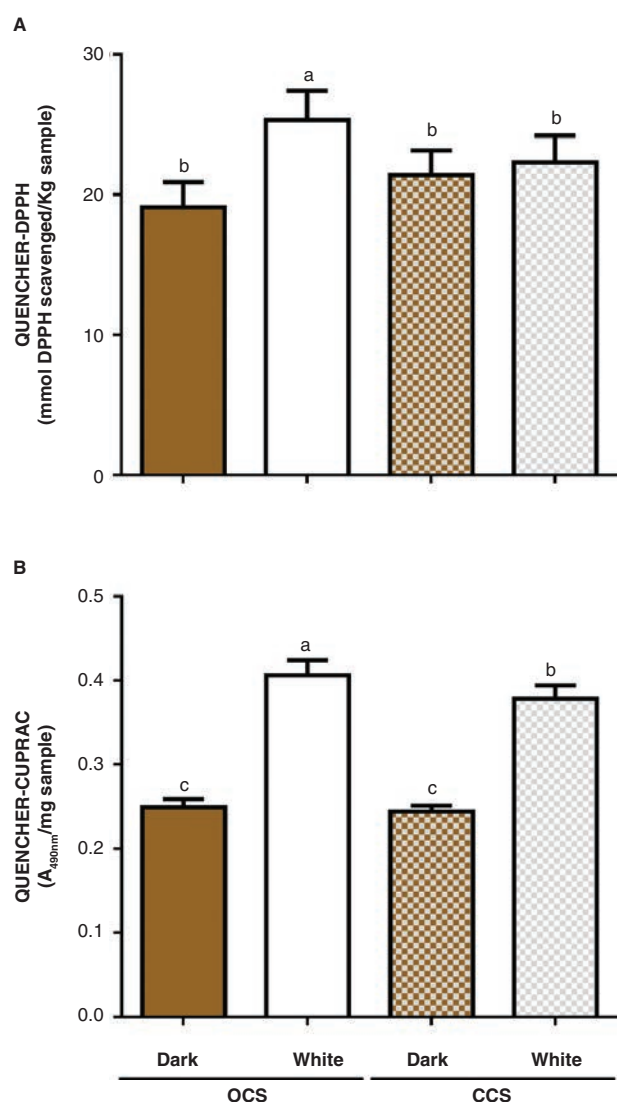 A
QUENCHER-DPPH
(mmol DPPH scavenged/Kg sample)
30
20
10
0
b
a
b
b
B
QUENCHER-CUPRAC
(A490nm/mg sample)
0.5
0.4
0.3
0.2
0.1
0.0
c
a
c
b
Dark White Dark White
OCS CCS